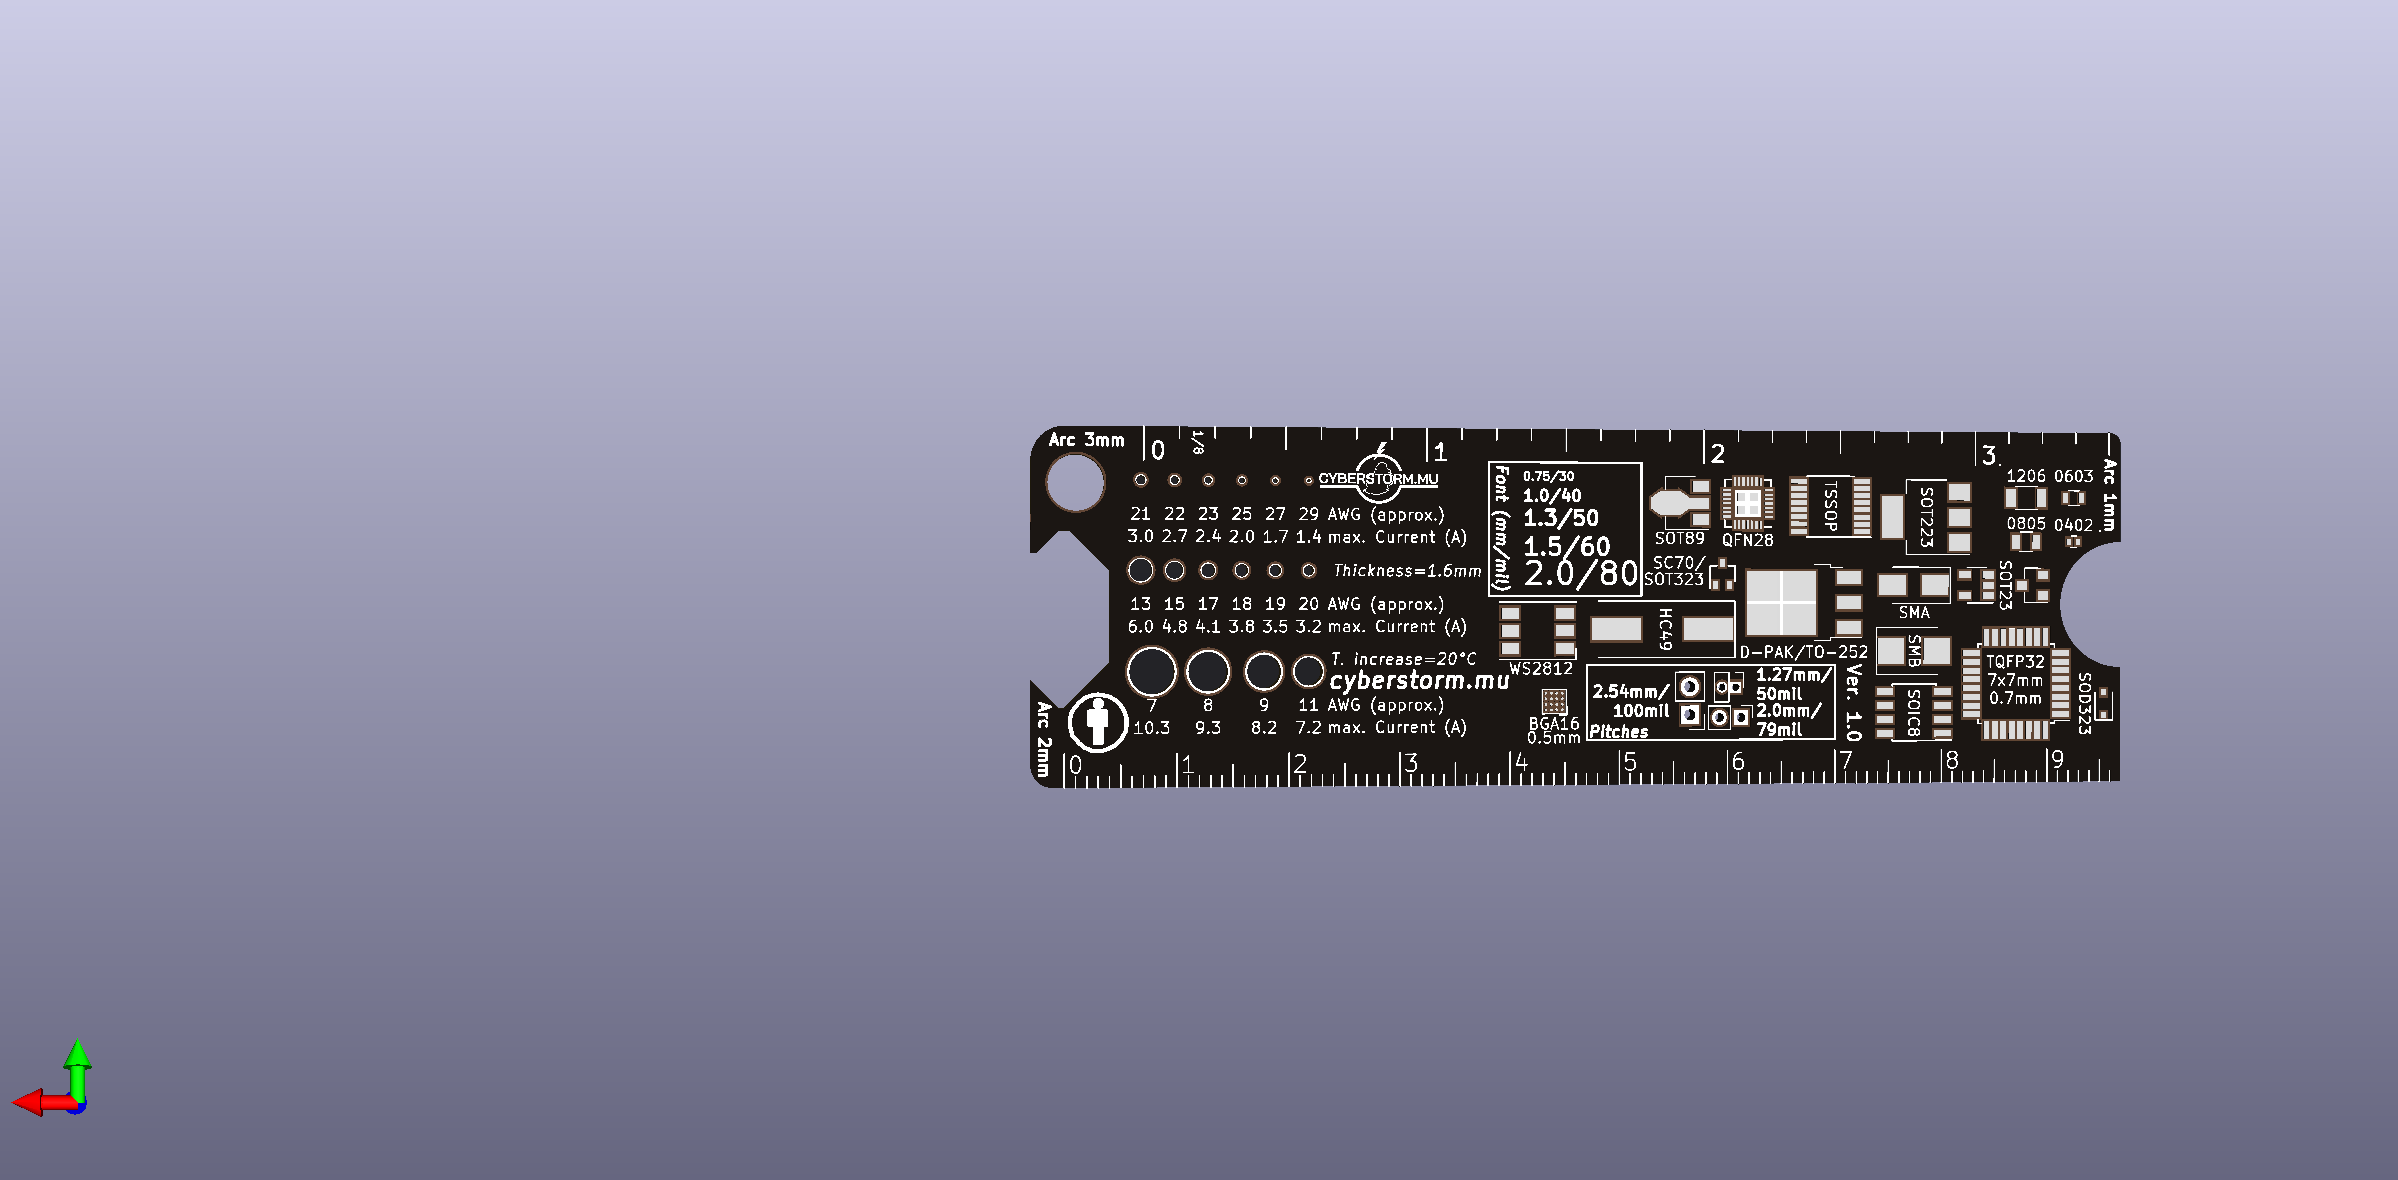 Arc 3mm
0 1/8 1 2 3
CYBERSTORM.MU
21 22 23 25 27 29 AWG (approx.)
3.0 2.7 2.4 2.0 1.7 1.4 max. Current (A)
Thickness=1.6mm
13 15 17 18 19 20 AWG (approx.)
6.0 4.8 4.1 3.8 3.5 3.2 max. Current (A)
T. increase=20°C
cyberstorm.mu
7 8 9 11 AWG (approx.)
10.3 9.3 8.2 7.2 max. Current (A)
Arc 2mm
Font (mm/mil)
0.75/30
1.0/40
1.3/50
1.5/60
2.0/80
SOT89
QFN28
TSSOP
SOT223
1206 0603
0805 0402
Arc 1mm
SC70/
SOT323
WS2812
HC49
D-PAK/TO-252
SMA
SOT23
SMB
BGA16
0.5mm
2.54mm/
100mil
Pitches
1.27mm/
50mil
2.0mm/
79mil
Ver. 1.0
SOIC8
TQFP32
7x7mm
0.7mm
SOD323
0 1 2 3 4 5 6 7 8 9